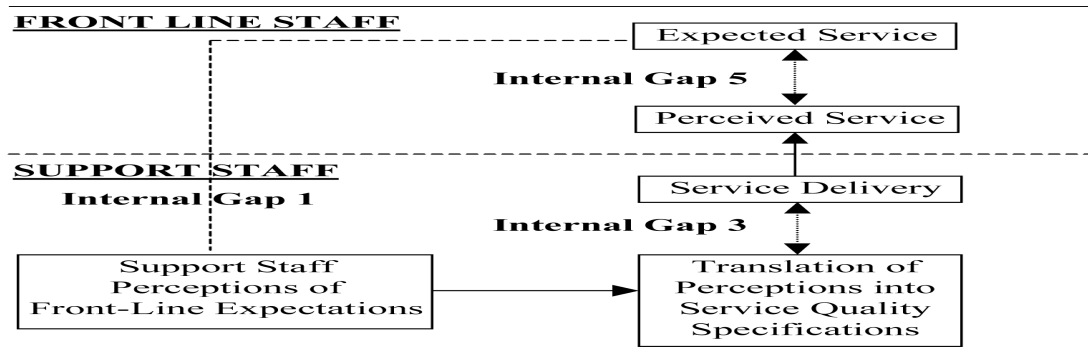 FRONT LINE STAFF
Expected Service
Internal Gap 5
Perceived Service
SUPPORT STAFF
Internal Gap 1
Service Delivery
Internal Gap 3
Support Staff
Perceptions of
Front-Line Expectations
Translation of
Perceptions into
Service Quality
Specifications